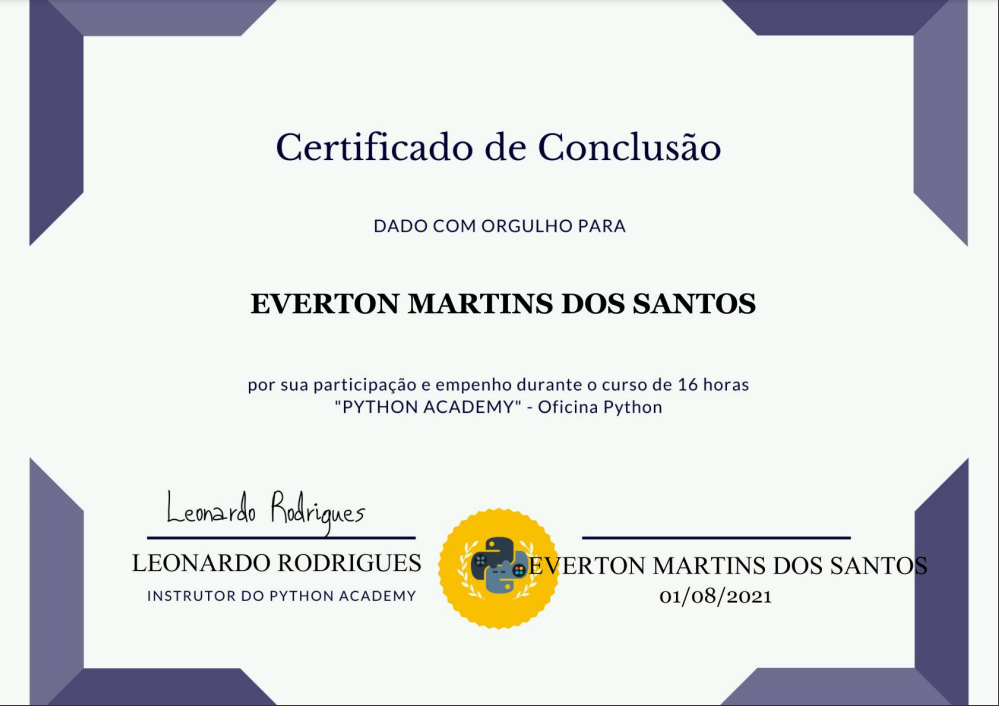 Certificado de Conclusão
DADO COM ORGULHO PARA
EVERTON MARTINS DOS SANTOS
por sua participação e empenho durante o curso de 16 horas
"PYTHON ACADEMY" - Oficina Python
Leonardo Rodrigues
LEONARDO RODRIGUES
INSTRUTOR DO PYTHON ACADEMY
EVERTON MARTINS DOS SANTOS
01/08/2021